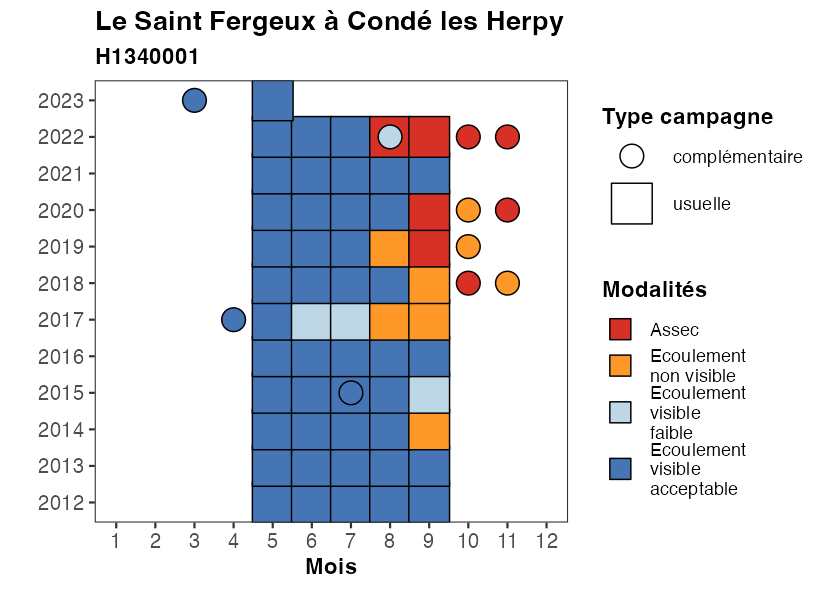 Le Saint Fergeux à Condé les Herpy
H1340001
2023
2022
2021
2020
2019
2018
2017
2016
2015
2014
2013
2012
1 2 3 4 5 6 7 8 9 10 11 12
Mois
Type campagne
complémentaire
usuelle
Modalités
Assec
Ecoulement
non visible
Ecoulement
visible
faible
Ecoulement
visible
acceptable